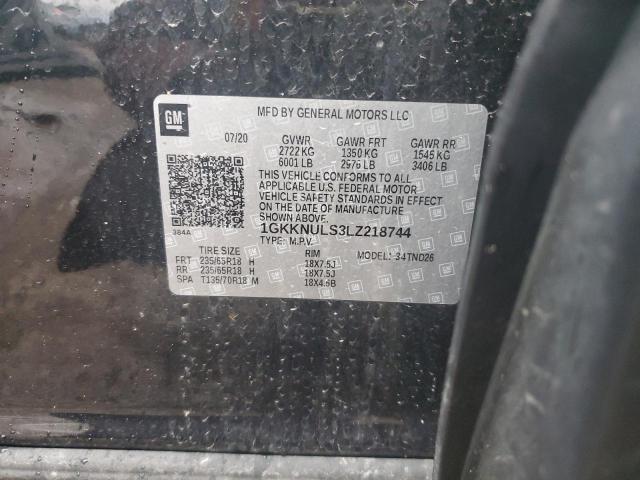 GM
MFD BY GENERAL MOTORS LLC
07/20 GVWR GAWR FRT GAWR RR
2722 KG 1350 KG 1545 KG
6001 LB 2976 LB 3406 LB
THIS VEHICLE CONFORMS TO ALL
APPLICABLE U.S. FEDERAL MOTOR
VEHICLE SAFETY STANDARDS IN EFFECT
ON THE DATE OF MANUFACTURE
SHOWN ABOVE.
384A 1GKKNULS3LZ218744
TYPE: M.P.V. MODEL: S4TND26
TIRE SIZE RIM
FRT 235/65R18 H 18X7.5J
RR 235/65R18 H 18X7.5J
SPA T135/70R18 M 18X4.5B